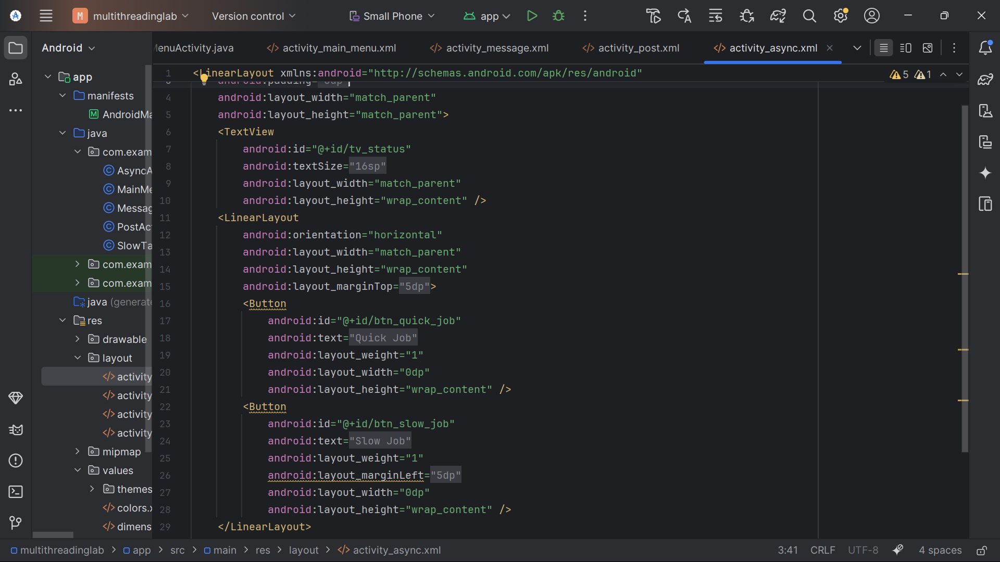 M multithreadinglab Version control Small Phone app
Android
MenuActivity.java activity_main_menu.xml activity_message.xml activity_post.xml activity_async.xml
app
manifests
AndroidMa
java
com.exam
AsyncA
MainMe
Messag
PostAc
SlowTa
com.exam
com.exam
java (generate
res
drawable
layout
activity
activity
activity
activity
mipmap
values
themes
colors.x
dimens
1 <LinearLayout xmlns:android="http://schemas.android.com/apk/res/android"
5 1
android:padding=
4 android:layout_width="match_parent"
5 android:layout_height="match_parent">
6 <TextView
7 android:id="@+id/tv_status"
8 android:textSize="16sp"
9 android:layout_width="match_parent"
10 android:layout_height="wrap_content" />
11 <LinearLayout
12 android:orientation="horizontal"
13 android:layout_width="match_parent"
14 android:layout_height="wrap_content"
15 android:layout_marginTop="5dp">
16 <Button
17 android:id="@+id/btn_quick_job"
18 android:text="Quick Job"
19 android:layout_weight="1"
20 android:layout_width="0dp"
21 android:layout_height="wrap_content" />
22 <Button
23 android:id="@+id/btn_slow_job"
24 android:text="Slow Job"
25 android:layout_weight="1"
26 android:layout_marginLeft="5dp"
27 android:layout_width="0dp"
28 android:layout_height="wrap_content" />
29 </LinearLayout>
multithreadinglab > app > src > main > res > layout > activity_async.xml 3:41 CRLF UTF-8 4 spaces